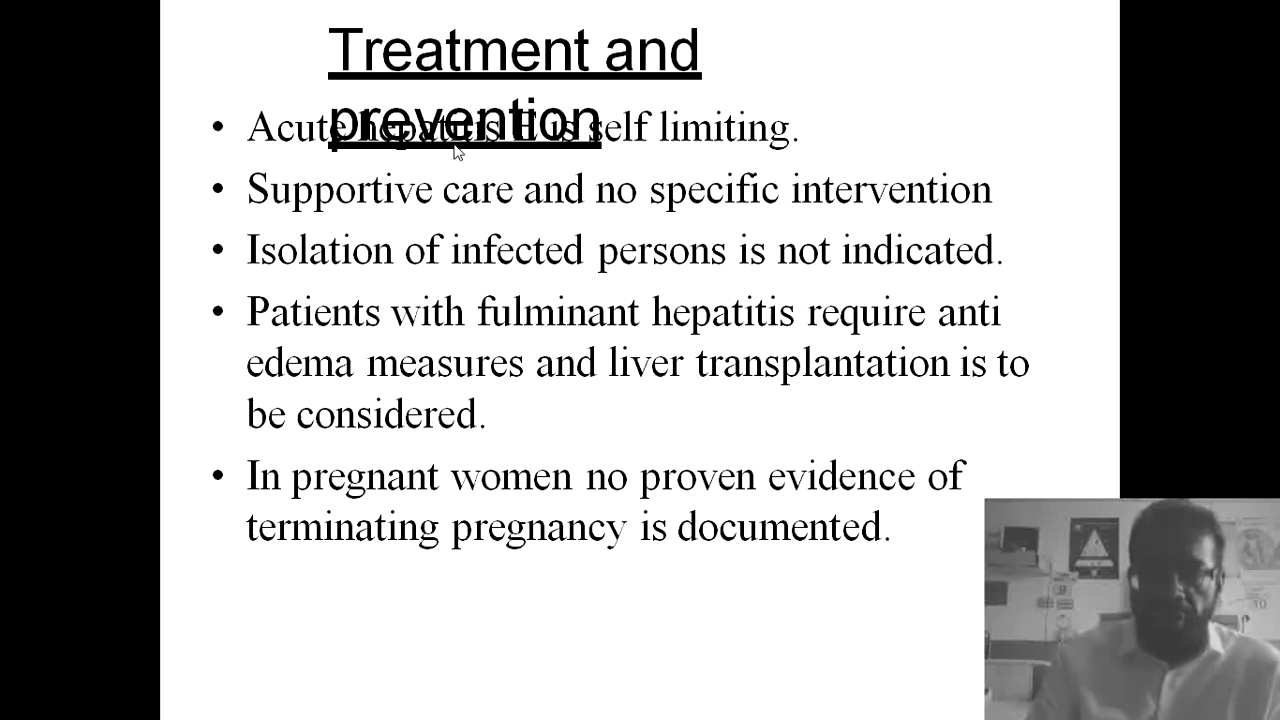 Treatment and
prevention
• Acute hepatitis E is self limiting.
• Supportive care and no specific intervention
• Isolation of infected persons is not indicated.
• Patients with fulminant hepatitis require anti
edema measures and liver transplantation is to
be considered.
• In pregnant women no proven evidence of
terminating pregnancy is documented.
9
10